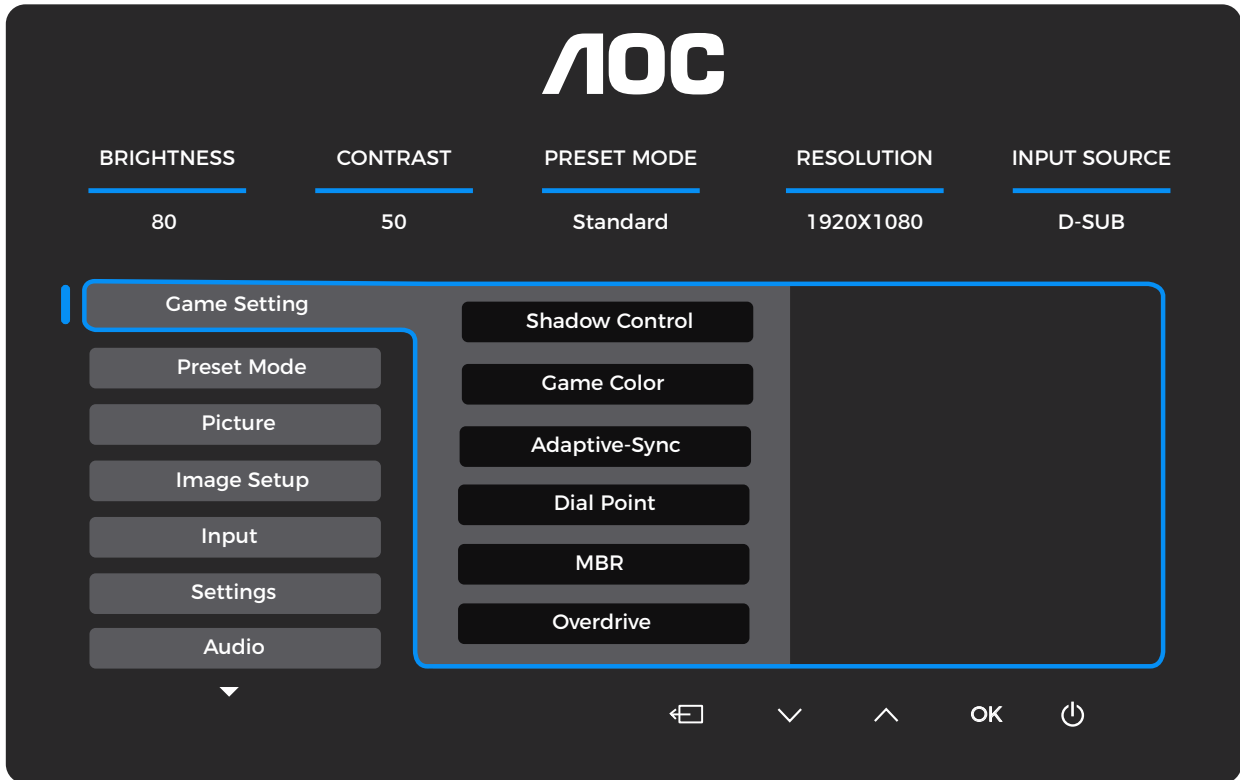 AOC
BRIGHTNESS CONTRAST PRESET MODE RESOLUTION INPUT SOURCE
80 50 Standard 1920X1080 D-SUB
Game Setting
Preset Mode
Picture
Image Setup
Input
Settings
Audio
Shadow Control
Game Color
Adaptive-Sync
Dial Point
MBR
Overdrive
OK